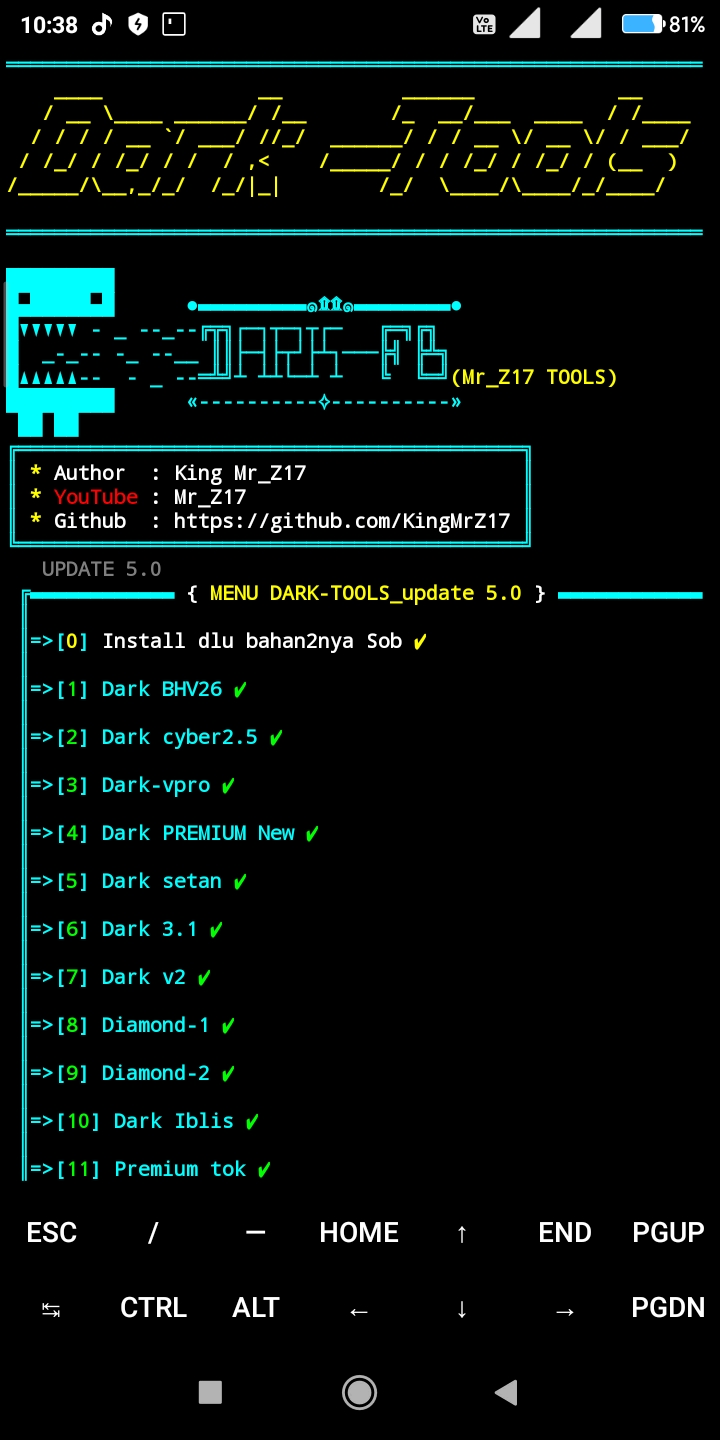 10:38 Vo LTE 81%
Dark-Tools
DARK-FB
(Mr_Z17 TOOLS)
«----------✧----------»
* Author : King Mr_Z17
* YouTube : Mr_Z17
* Github : https://github.com/KingMrZ17
UPDATE 5.0
{ MENU DARK-TOOLS_update 5.0 }
=>[0] Install dlu bahan2nya Sob ✔
=>[1] Dark BHV26 ✔
=>[2] Dark cyber2.5 ✔
=>[3] Dark-vpro ✔
=>[4] Dark PREMIUM New ✔
=>[5] Dark setan ✔
=>[6] Dark 3.1 ✔
=>[7] Dark v2 ✔
=>[8] Diamond-1 ✔
=>[9] Diamond-2 ✔
=>[10] Dark Iblis ✔
=>[11] Premium tok ✔
ESC / — HOME ↑ END PGUP
↹ CTRL ALT ← ↓ → PGDN